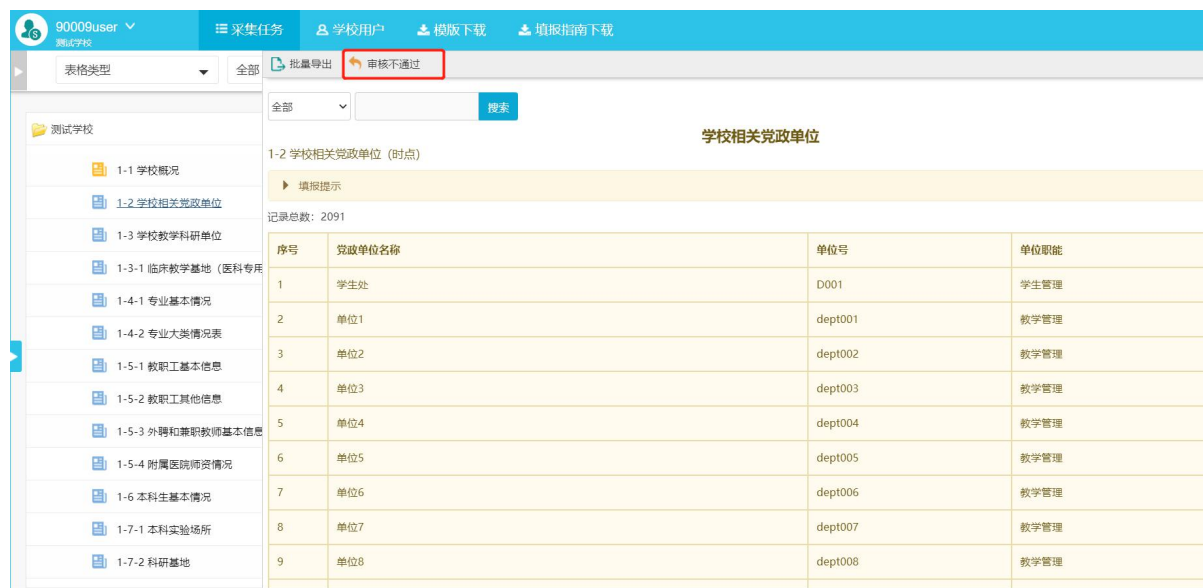 90009user
测试学校
采集任务 学校用户 模版下载 填报指南下载
表格类型 全部
批量导出 审核不通过
全部 搜索
测试学校
1-1 学校概况
1-2 学校相关党政单位
1-3 学校教学科研单位
1-3-1 临床教学基地（医科专用
1-4-1 专业基本情况
1-4-2 专业大类情况表
1-5-1 教职工基本信息
1-5-2 教职工其他信息
1-5-3 外聘和兼职教师基本信息
1-5-4 附属医院师资情况
1-6 本科生基本情况
1-7-1 本科实验场所
1-7-2 科研基地
学校相关党政单位
1-2 学校相关党政单位（时点）
填报提示
记录总数：2091
序号 党政单位名称 单位号 单位职能
1 学生处 D001 学生管理
2 单位1 dept001 教学管理
3 单位2 dept002 教学管理
4 单位3 dept003 教学管理
5 单位4 dept004 教学管理
6 单位5 dept005 教学管理
7 单位6 dept006 教学管理
8 单位7 dept007 教学管理
9 单位8 dept008 教学管理